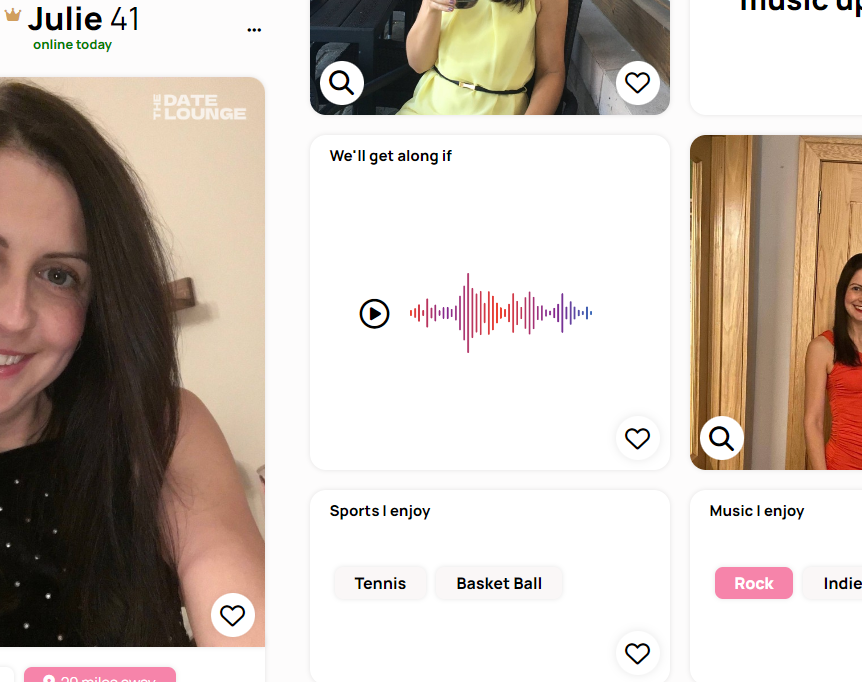 Julie 41
online today
THE DATE LOUNGE
20 miles away
music up
We'll get along if
Sports I enjoy
Tennis
Basket Ball
Music I enjoy
Rock
Indie